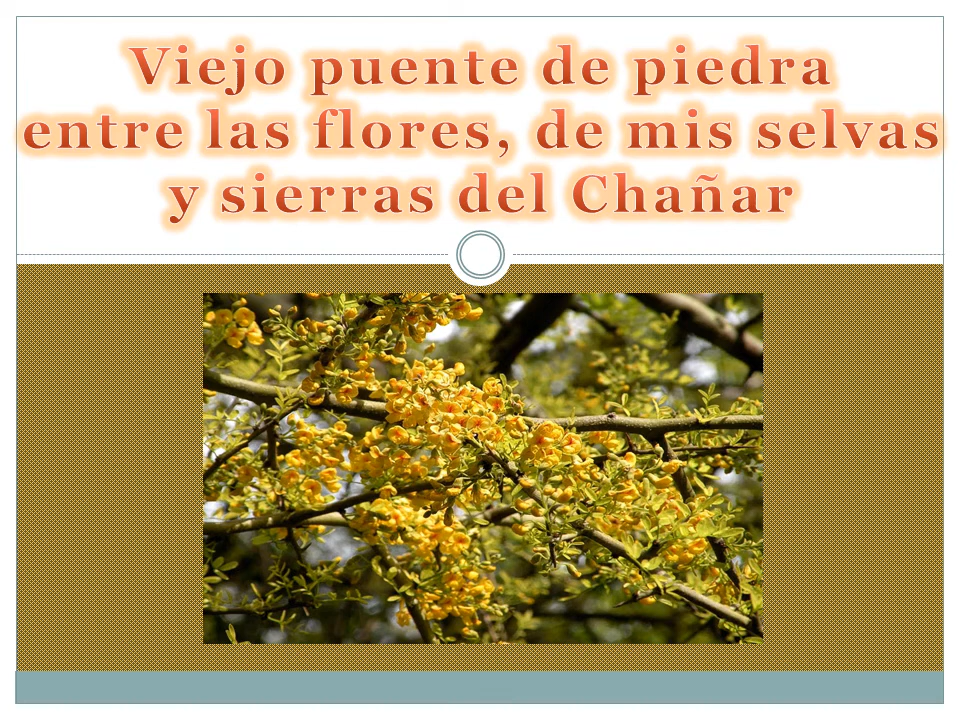 Viejo puente de piedra
entre las flores, de mis selvas
y sierras del Chañar